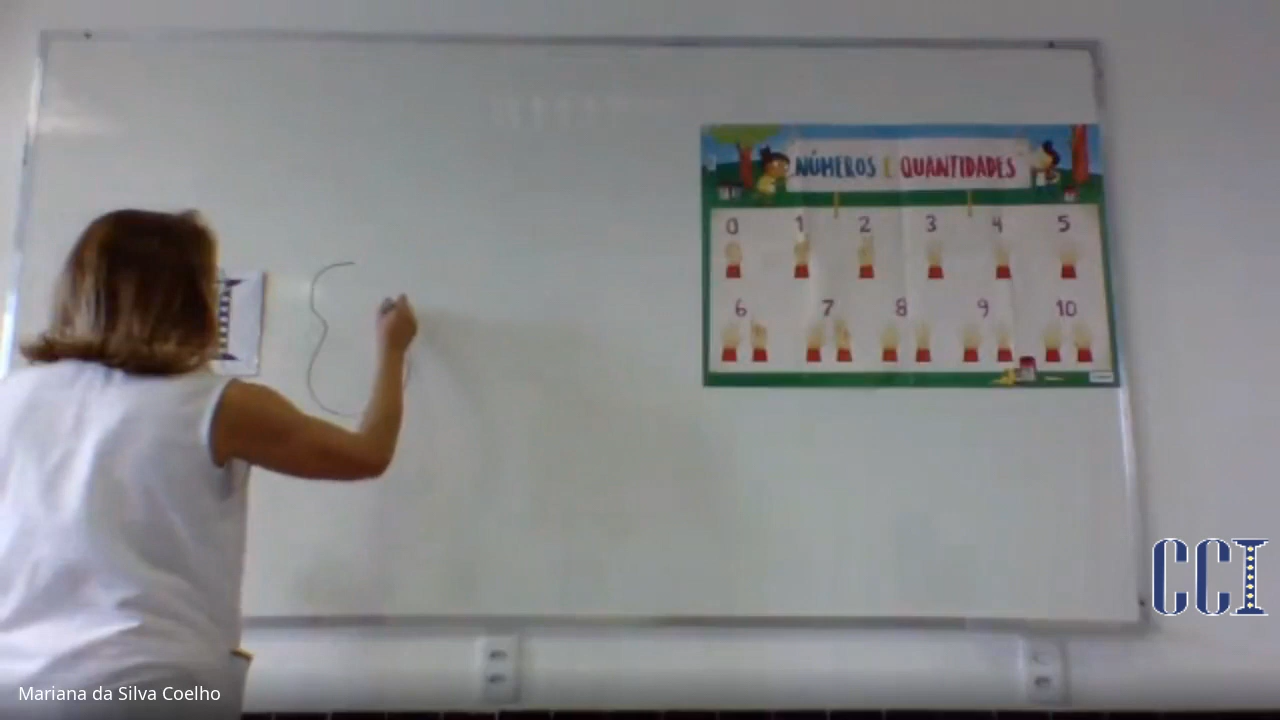 NÚMEROS E QUANTIDADES
0 1 2 3 4 5
6 7 8 9 10
CCI
Mariana da Silva Coelho